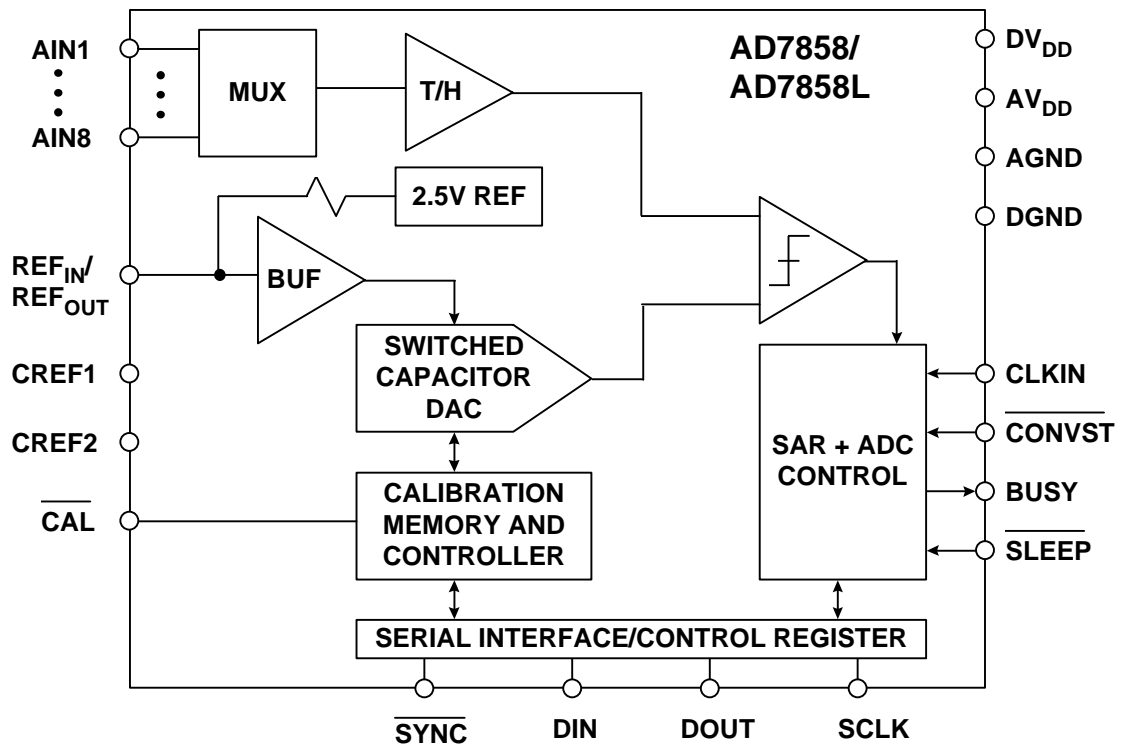 AIN1
AIN8
MUX
T/H
AD7858/
AD7858L
DVDD
AVDD
AGND
DGND
2.5V REF
REFIN/
REFOUT
BUF
CREF1
CREF2
CAL
SWITCHED
CAPACITOR
DAC
CALIBRATION
MEMORY AND
CONTROLLER
SAR + ADC
CONTROL
CLKIN
CONVST
BUSY
SLEEP
SERIAL INTERFACE/CONTROL REGISTER
SYNC
DIN
DOUT
SCLK